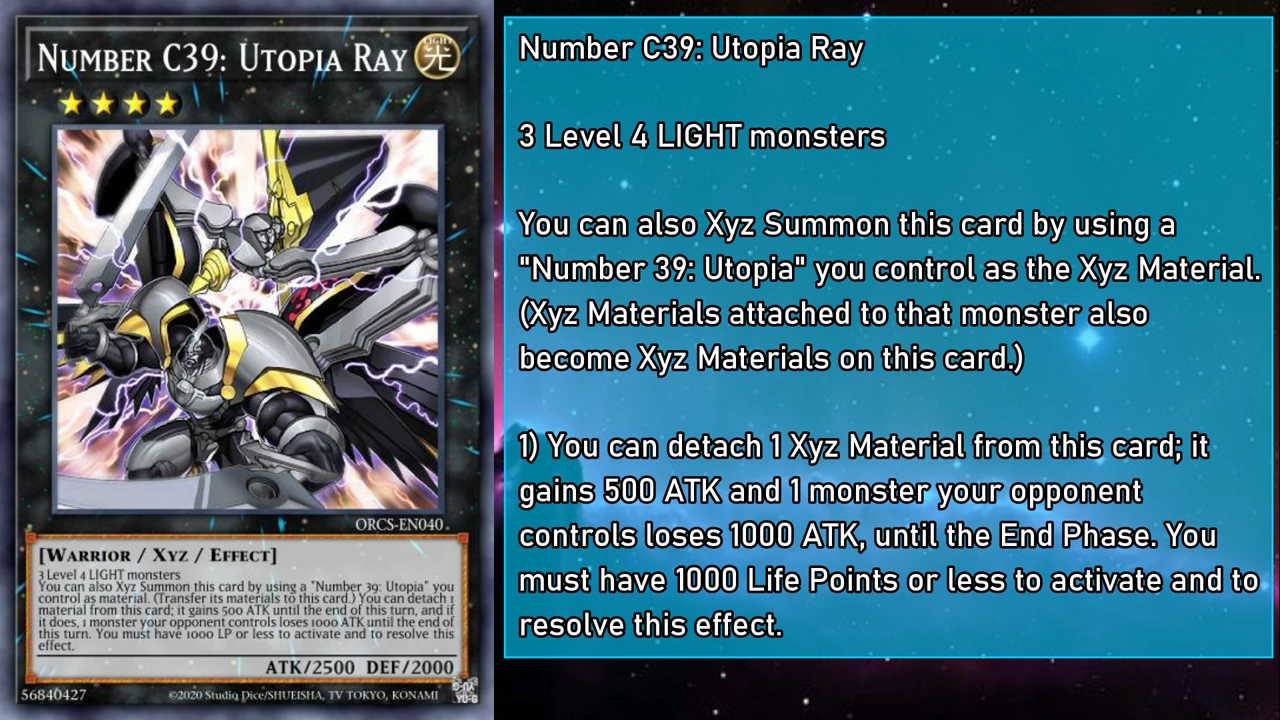 NUMBER C39: UTOPIA RAY
LIGHT
光
ORCS-EN040
[WARRIOR / XYZ / EFFECT]
3 Level 4 LIGHT monsters
You can also Xyz Summon this card by using a "Number 39: Utopia" you
control as material. (Transfer its materials to this card.) You can detach 1
material from this card; it gains 500 ATK until the end of this turn, and if
it does, 1 monster your opponent controls loses 1000 ATK until the end of
this turn. You must have 1000 LP or less to activate and to resolve this
effect.
ATK/2500 DEF/2000
56840427
©2020 Studio Dice/SHUEISHA, TV TOKYO, KONAMI
Number C39: Utopia Ray
3 Level 4 LIGHT monsters
You can also Xyz Summon this card by using a
"Number 39: Utopia" you control as the Xyz Material.
(Xyz Materials attached to that monster also
become Xyz Materials on this card.)
1) You can detach 1 Xyz Material from this card; it
gains 500 ATK and 1 monster your opponent
controls loses 1000 ATK, until the End Phase. You
must have 1000 Life Points or less to activate and to
resolve this effect.